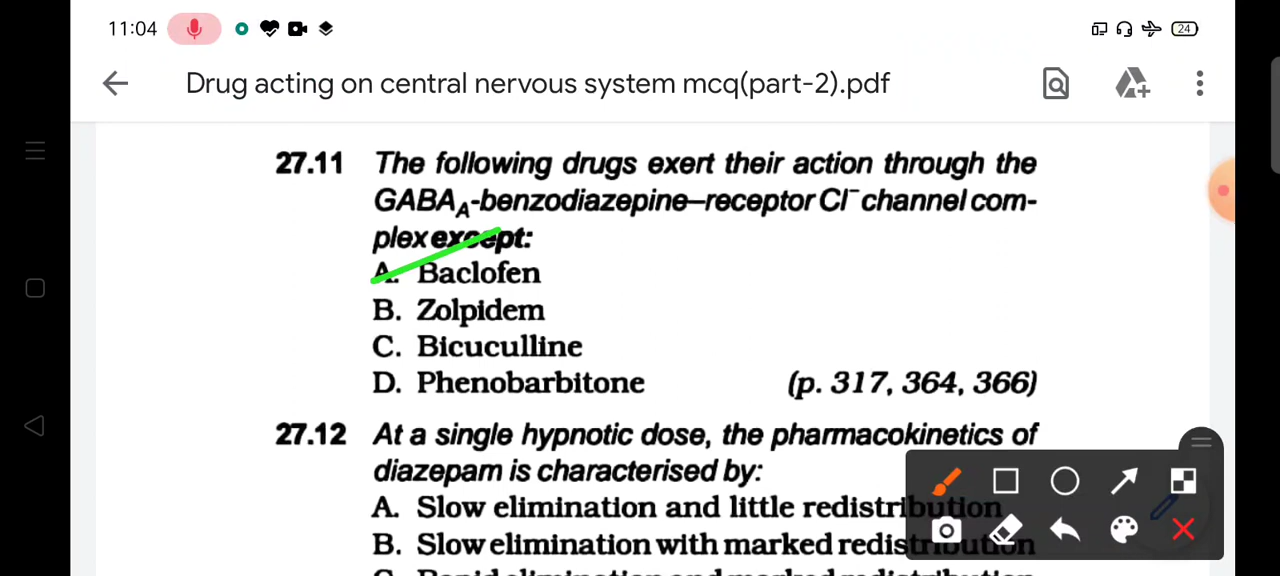 11:04
24
Drug acting on central nervous system mcq(part-2).pdf
27.11 The following drugs exert their action through the
GABAA-benzodiazepine–receptor Cl⁻ channel com-
plex except:
A. Baclofen
B. Zolpidem
C. Bicuculline
D. Phenobarbitone (p. 317, 364, 366)
27.12 At a single hypnotic dose, the pharmacokinetics of
diazepam is characterised by:
A. Slow elimination and little redistribution
B. Slow elimination with marked redistribution